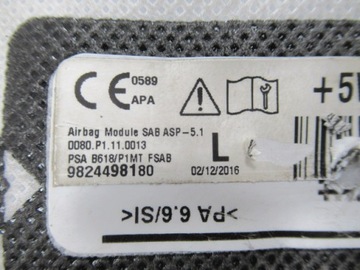 CE 0589
APA
+5
Airbag Module SAB ASP-5.1
0080.P1.11.0013
PSA B618/P1MT FSAB
9824498180
L
02/12/2016
>PA 6.6/SI<